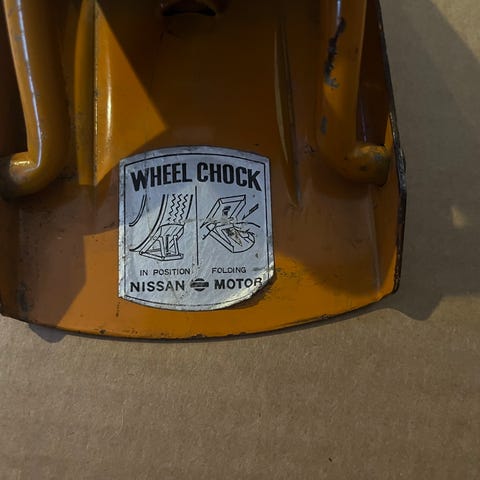 WHEEL CHOCK
IN POSITION FOLDING
NISSAN MOTOR